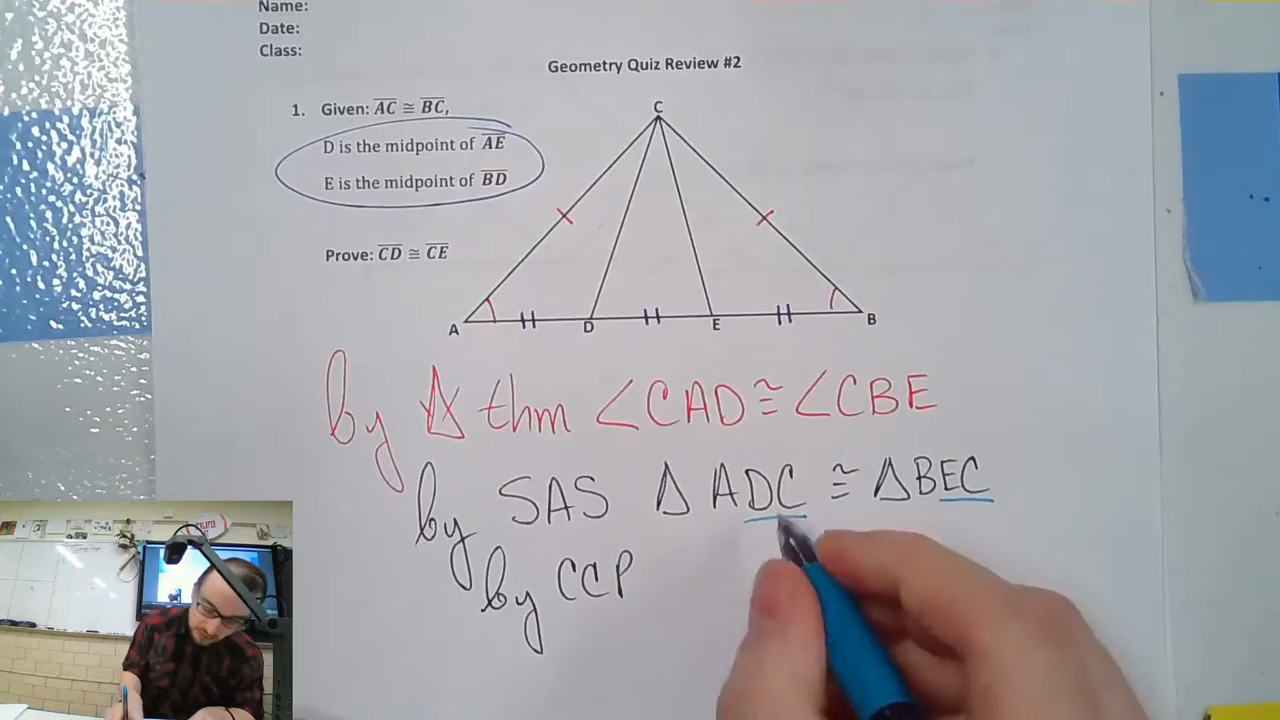 Name:
Date:
Class:
Geometry Quiz Review #2
1. Given: AC ≅ BC,
D is the midpoint of AE
E is the midpoint of BD
Prove: CD ≅ CE
C
A
D
E
B
by thm ∠CAD ≅ ∠CBE
by SAS Δ ADC ≅ ΔBEC
by CCP